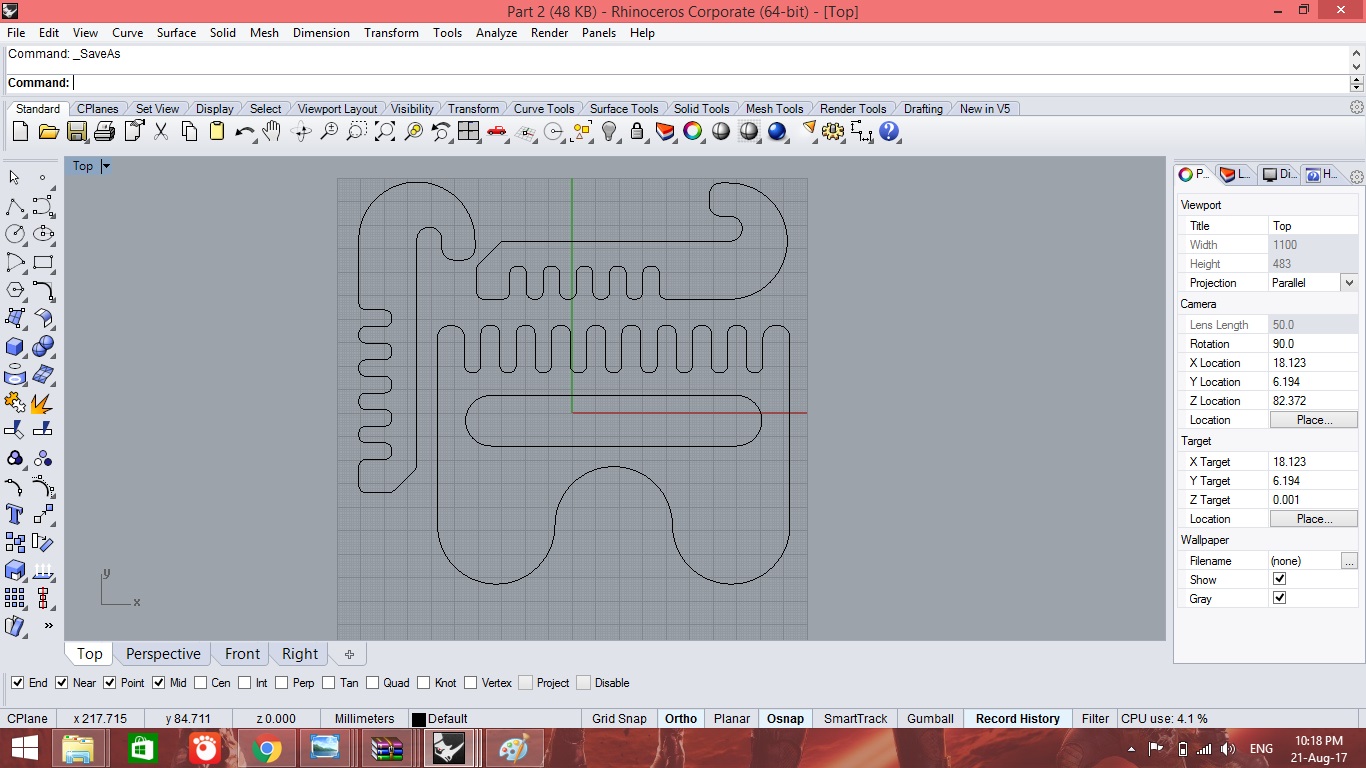 Part 2 (48 KB) - Rhinoceros Corporate (64-bit) - [Top]
File Edit View Curve Surface Solid Mesh Dimension Transform Tools Analyze Render Panels Help
Command: _SaveAs
Command:
Standard CPlanes Set View Display Select Viewport Layout Visibility Transform Curve Tools Surface Tools Solid Tools Mesh Tools Render Tools Drafting New in V5
Top
P... L... Di... H...
Viewport
Title Top
Width 1100
Height 483
Projection Parallel
Camera
Lens Length 50.0
Rotation 90.0
X Location 18.123
Y Location 6.194
Z Location 82.372
Location Place...
Target
X Target 18.123
Y Target 6.194
Z Target 0.001
Location Place...
Wallpaper
Filename (none) ...
Show
Gray
y
x
Top Perspective Front Right
End Near Point Mid Cen Int Perp Tan Quad Knot Vertex Project Disable
CPlane x 217.715 y 84.711 z 0.000 Millimeters Default Grid Snap Ortho Planar Osnap SmartTrack Gumball Record History Filter CPU use: 4.1 %
ENG 10:18 PM
21-Aug-17